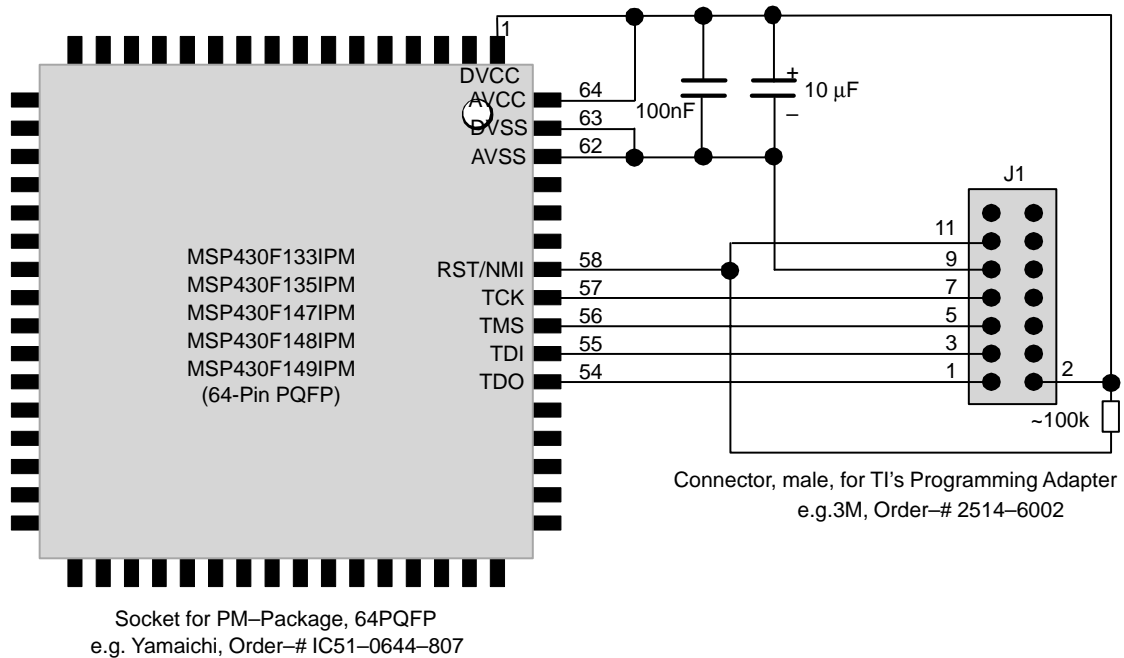 1
DVCC
AVCC
64
DVSS
63
AVSS
62
100nF
+
10 μF
–
J1
MSP430F133IPM
MSP430F135IPM
MSP430F147IPM
MSP430F148IPM
MSP430F149IPM
(64-Pin PQFP)
RST/NMI
58
TCK
57
TMS
56
TDI
55
TDO
54
11
9
7
5
3
1
2
~100k
Connector, male, for TI's Programming Adapter
e.g.3M, Order–# 2514–6002
Socket for PM–Package, 64PQFP
e.g. Yamaichi, Order–# IC51–0644–807